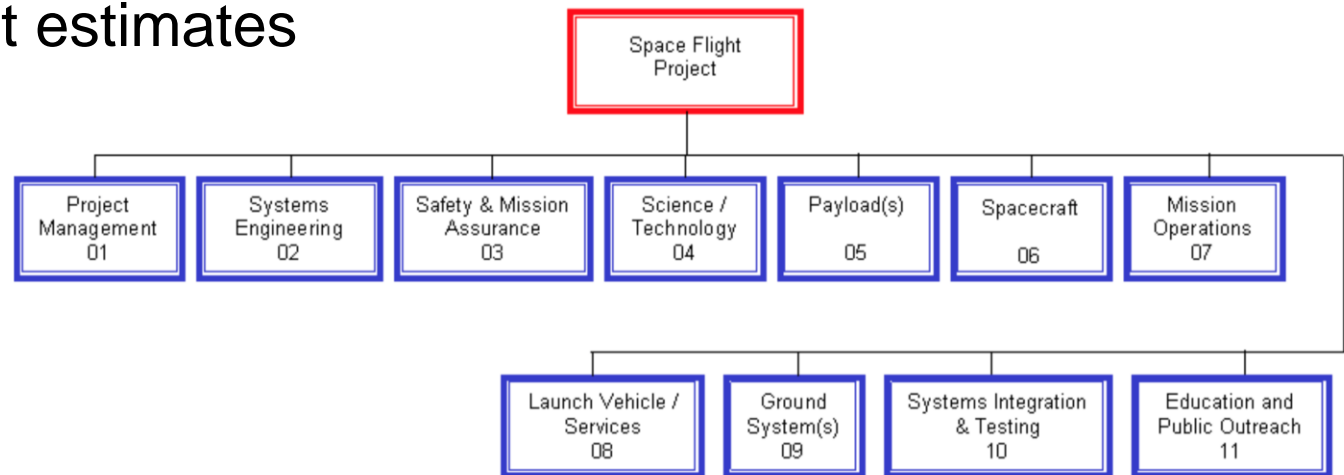 t estimates
Space Flight
Project
Project
Management
01
Systems
Engineering
02
Safety & Mission
Assurance
03
Science /
Technology
04
Payload(s)
05
Spacecraft
06
Mission
Operations
07
Launch Vehicle /
Services
08
Ground
System(s)
09
Systems Integration
& Testing
10
Education and
Public Outreach
11